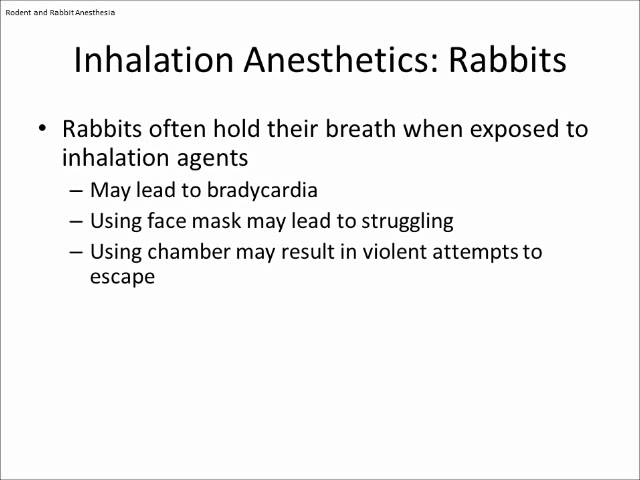 Rodent and Rabbit Anesthesia
Inhalation Anesthetics: Rabbits
• Rabbits often hold their breath when exposed to
inhalation agents
– May lead to bradycardia
– Using face mask may lead to struggling
– Using chamber may result in violent attempts to
escape